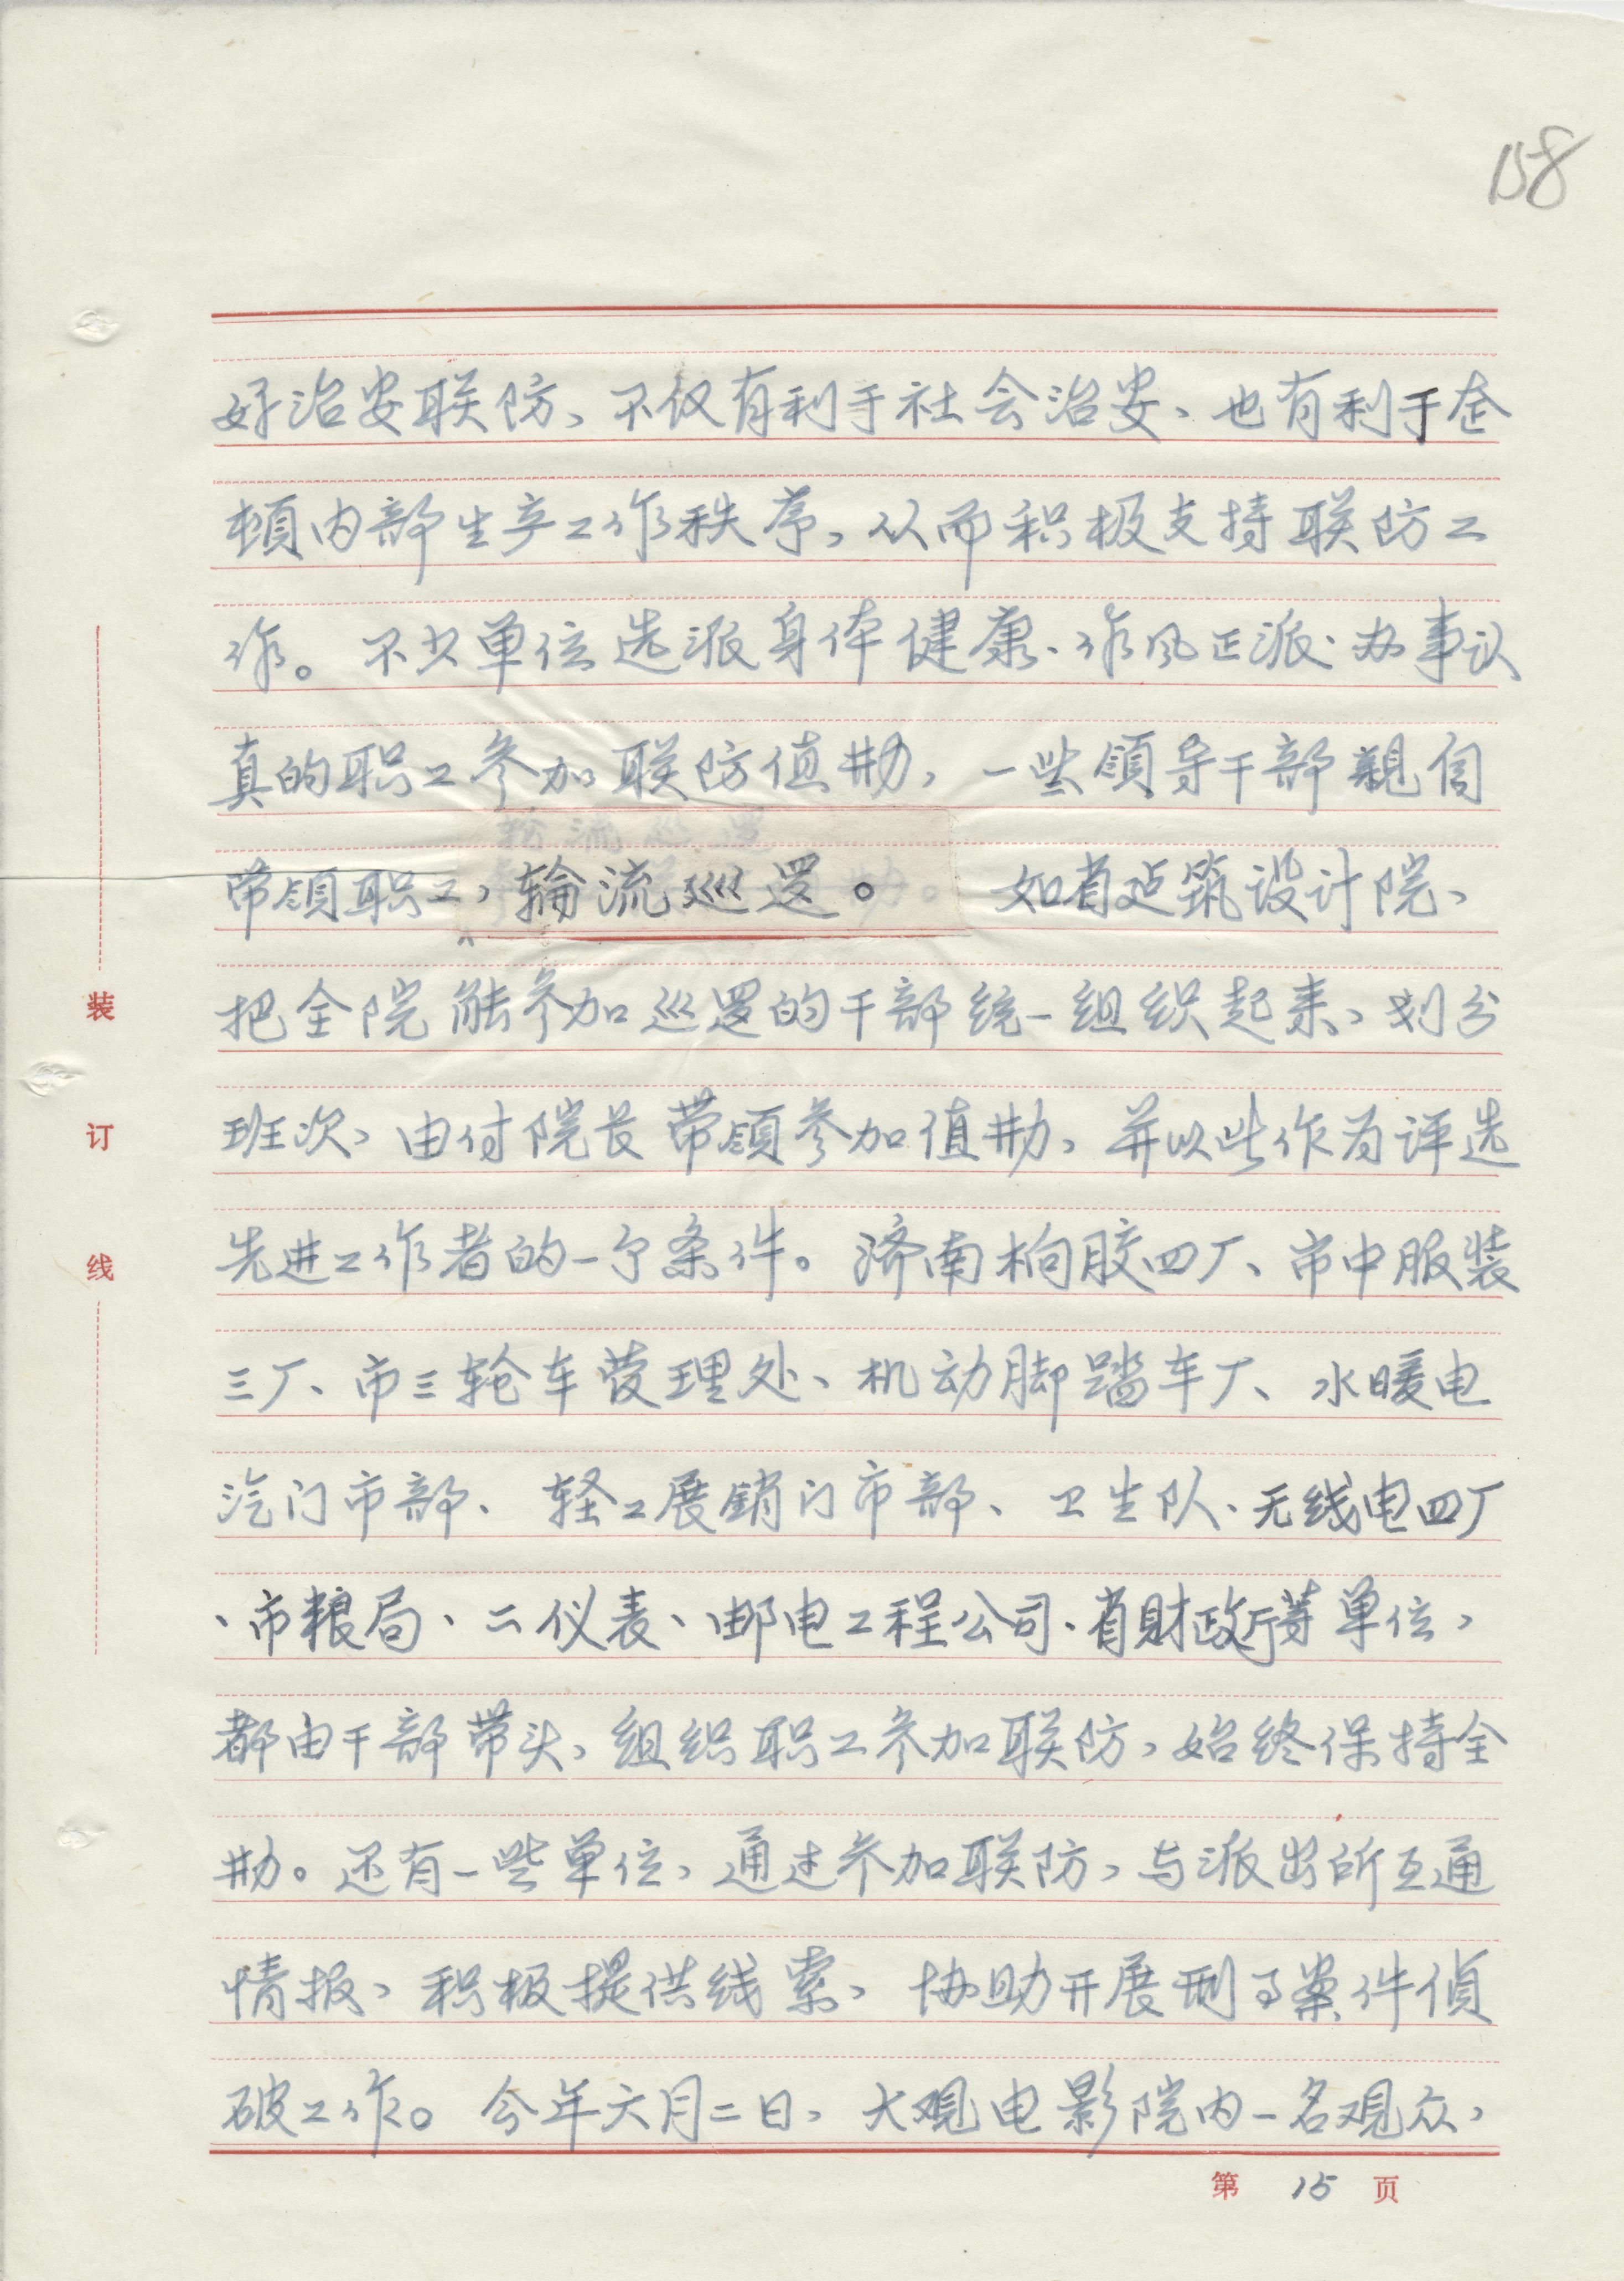 158
好治安联防，不仅有利于社会治安，也有利于整
顿内部生产工作秩序，从而积极支持联防工
作。不少单位选派身体健康、作风正派、办事认
真的职工参加联防值勤，一些领导干部亲自
带领职工，轮流巡逻。如省建筑设计院，
把全院能参加巡逻的干部统一组织起来，划分
班次，由付院长带领参加值勤，并以此作为评选
先进工作者的一个条件。济南橡胶四厂、市中服装
三厂、市三轮车管理处、机动脚踏车厂、水暖电
汽门市部、轻工展销门市部、卫生队、无线电四厂
、市粮局、二仪表、邮电工程公司、省财政厅等单位，
都由干部带头，组织职工参加联防，始终保持全
勤。还有一些单位，通过参加联防，与派出所互通
情报，积极提供线索，协助开展刑事案件侦
破工作。今年六月二日，大观电影院内一名观众，
装
订
线
第 15 页